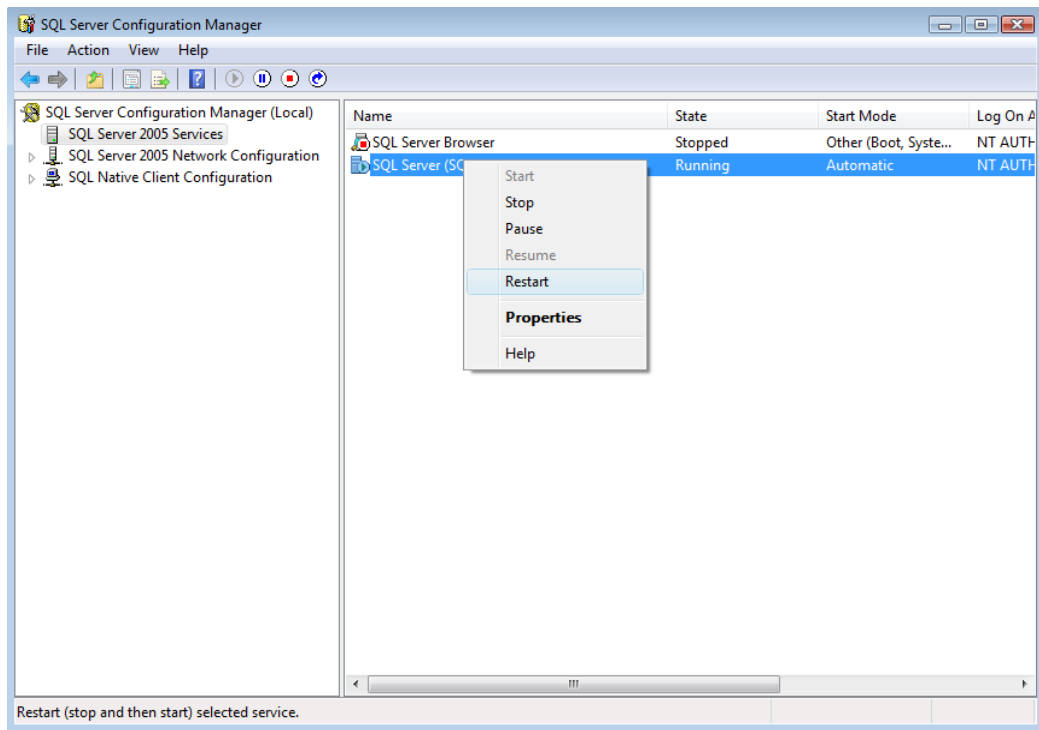 SQL Server Configuration Manager
File Action View Help
SQL Server Configuration Manager (Local)
SQL Server 2005 Services
SQL Server 2005 Network Configuration
SQL Native Client Configuration
Name State Start Mode Log On A
SQL Server Browser Stopped Other (Boot, Syste... NT AUTH
SQL Server (SQ Running Automatic NT AUTH
Start
Stop
Pause
Resume
Restart
Properties
Help
Restart (stop and then start) selected service.